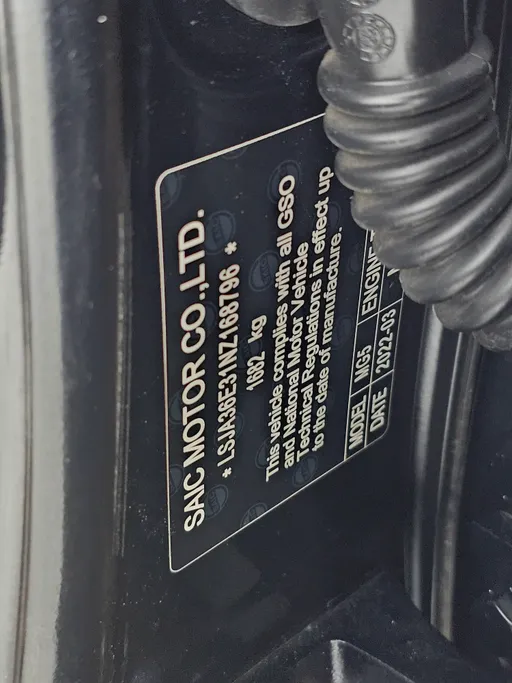 SAIC MOTOR CO.,LTD.
* LSJA36E31NZ168796 *
1682 kg
This vehicle complies with all GSO
and National Motor Vehicle
Technical Regulations in effect up
to the date of manufacture.
MODEL MG5 ENGINE
DATE 2022-03